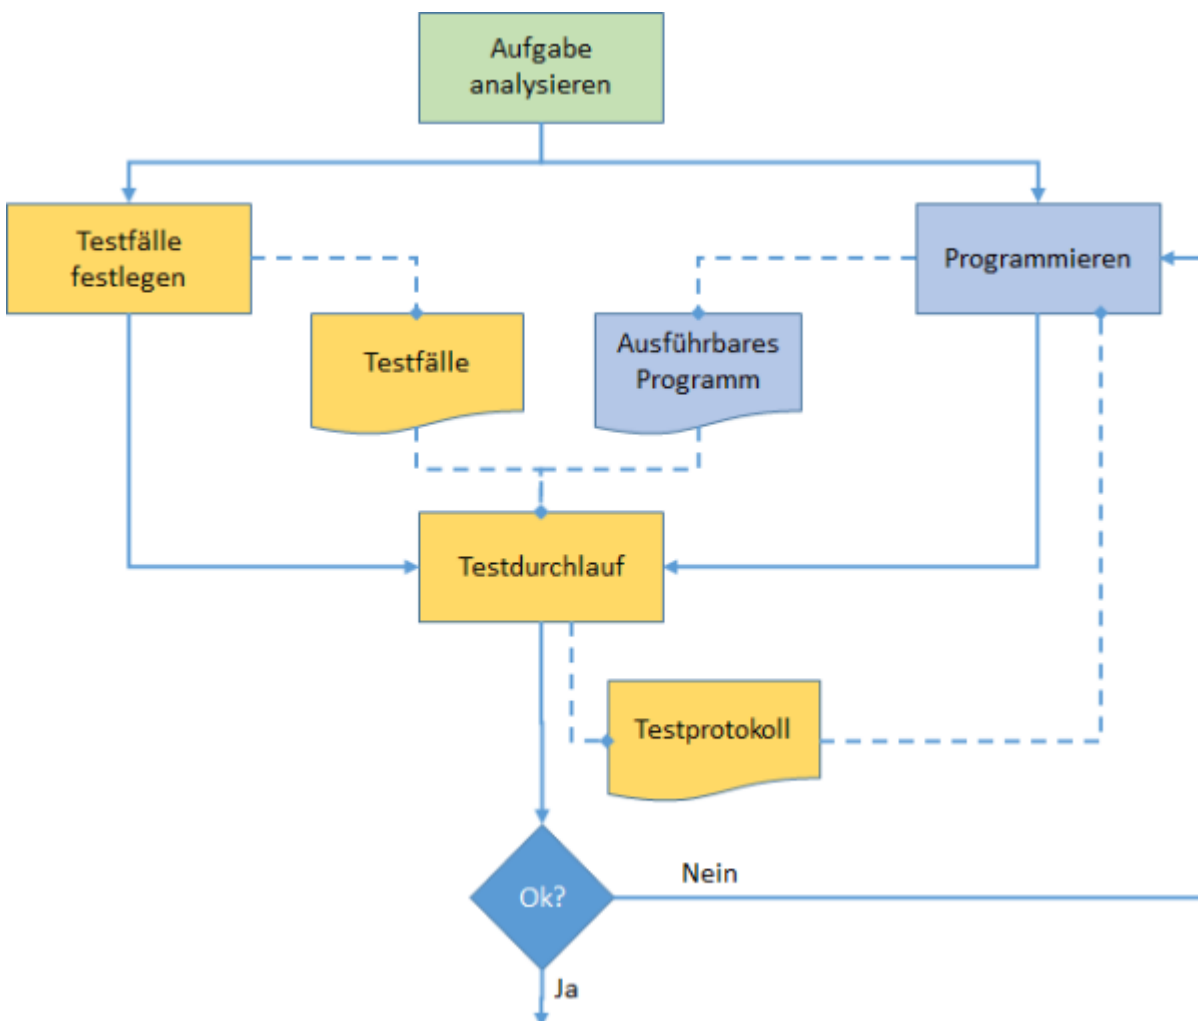 Aufgabe
analysieren
Testfälle
festlegen
Programmieren
Testfälle
Ausführbares
Programm
Testdurchlauf
Testprotokoll
Nein
Ok?
Ja